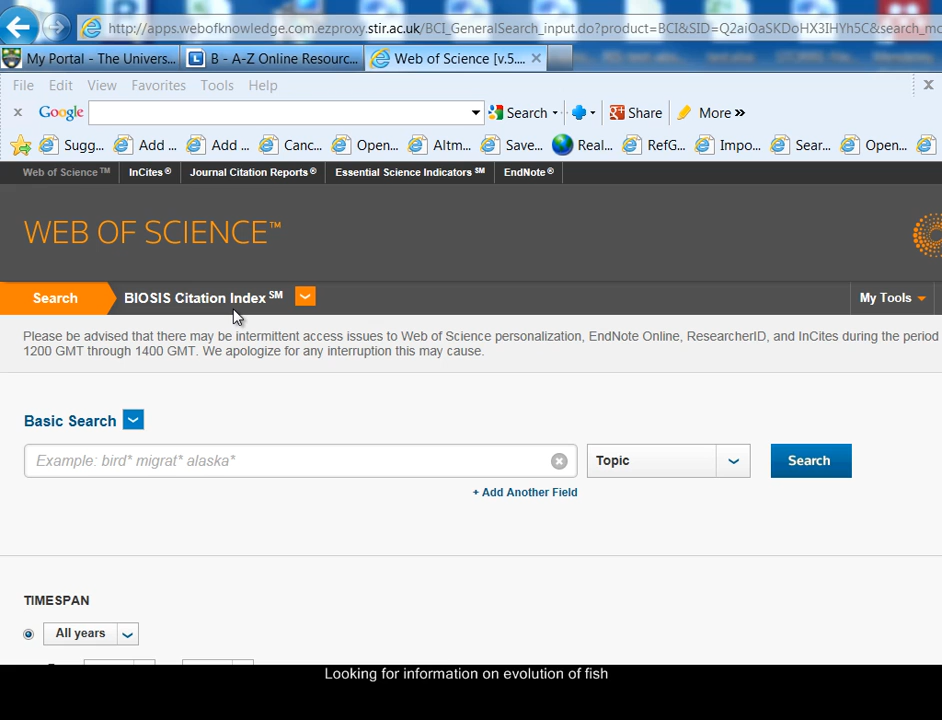 http://apps.webofknowledge.com.ezproxy.stir.ac.uk/BCI_GeneralSearch_input.do?product=BCI&SID=Q2aiOaSKDoHX3IHYh5C&search_mo
My Portal - The Univers... B - A-Z Online Resourc... Web of Science [v.5....
File Edit View Favorites Tools Help
Google Search Share More »
Sugg... Add ... Add ... Canc... Open... Altm... Save... Real... RefG... Impo... Sear... Open...
Web of Science™ InCites® Journal Citation Reports® Essential Science Indicators℠ EndNote®
WEB OF SCIENCE™
Search BIOSIS Citation Index℠ My Tools
Please be advised that there may be intermittent access issues to Web of Science personalization, EndNote Online, ResearcherID, and InCites during the period
1200 GMT through 1400 GMT. We apologize for any interruption this may cause.
Basic Search
Example: bird* migrat* alaska* Topic Search
+ Add Another Field
TIMESPAN
All years
Looking for information on evolution of fish